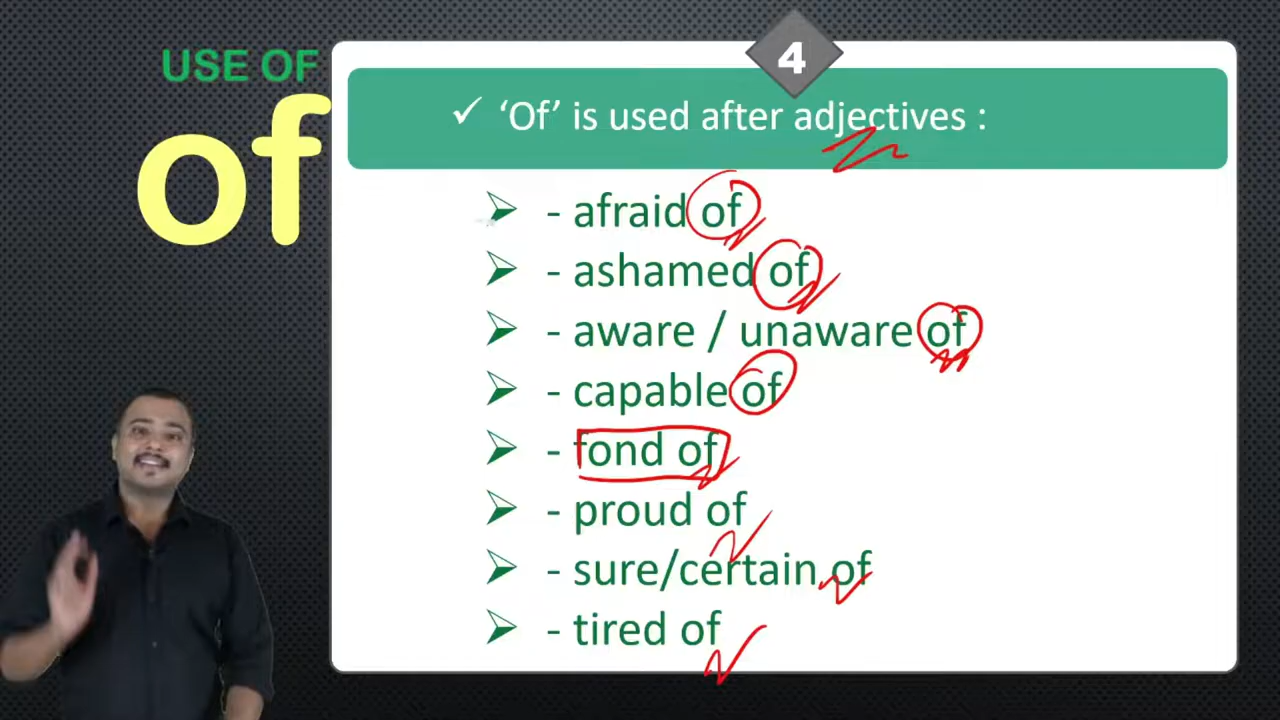 USE OF
of
4
✓ ‘Of’ is used after adjectives :
➢ - afraid of
➢ - ashamed of
➢ - aware / unaware of
➢ - capable of
➢ - fond of
➢ - proud of
➢ - sure/certain of
➢ - tired of